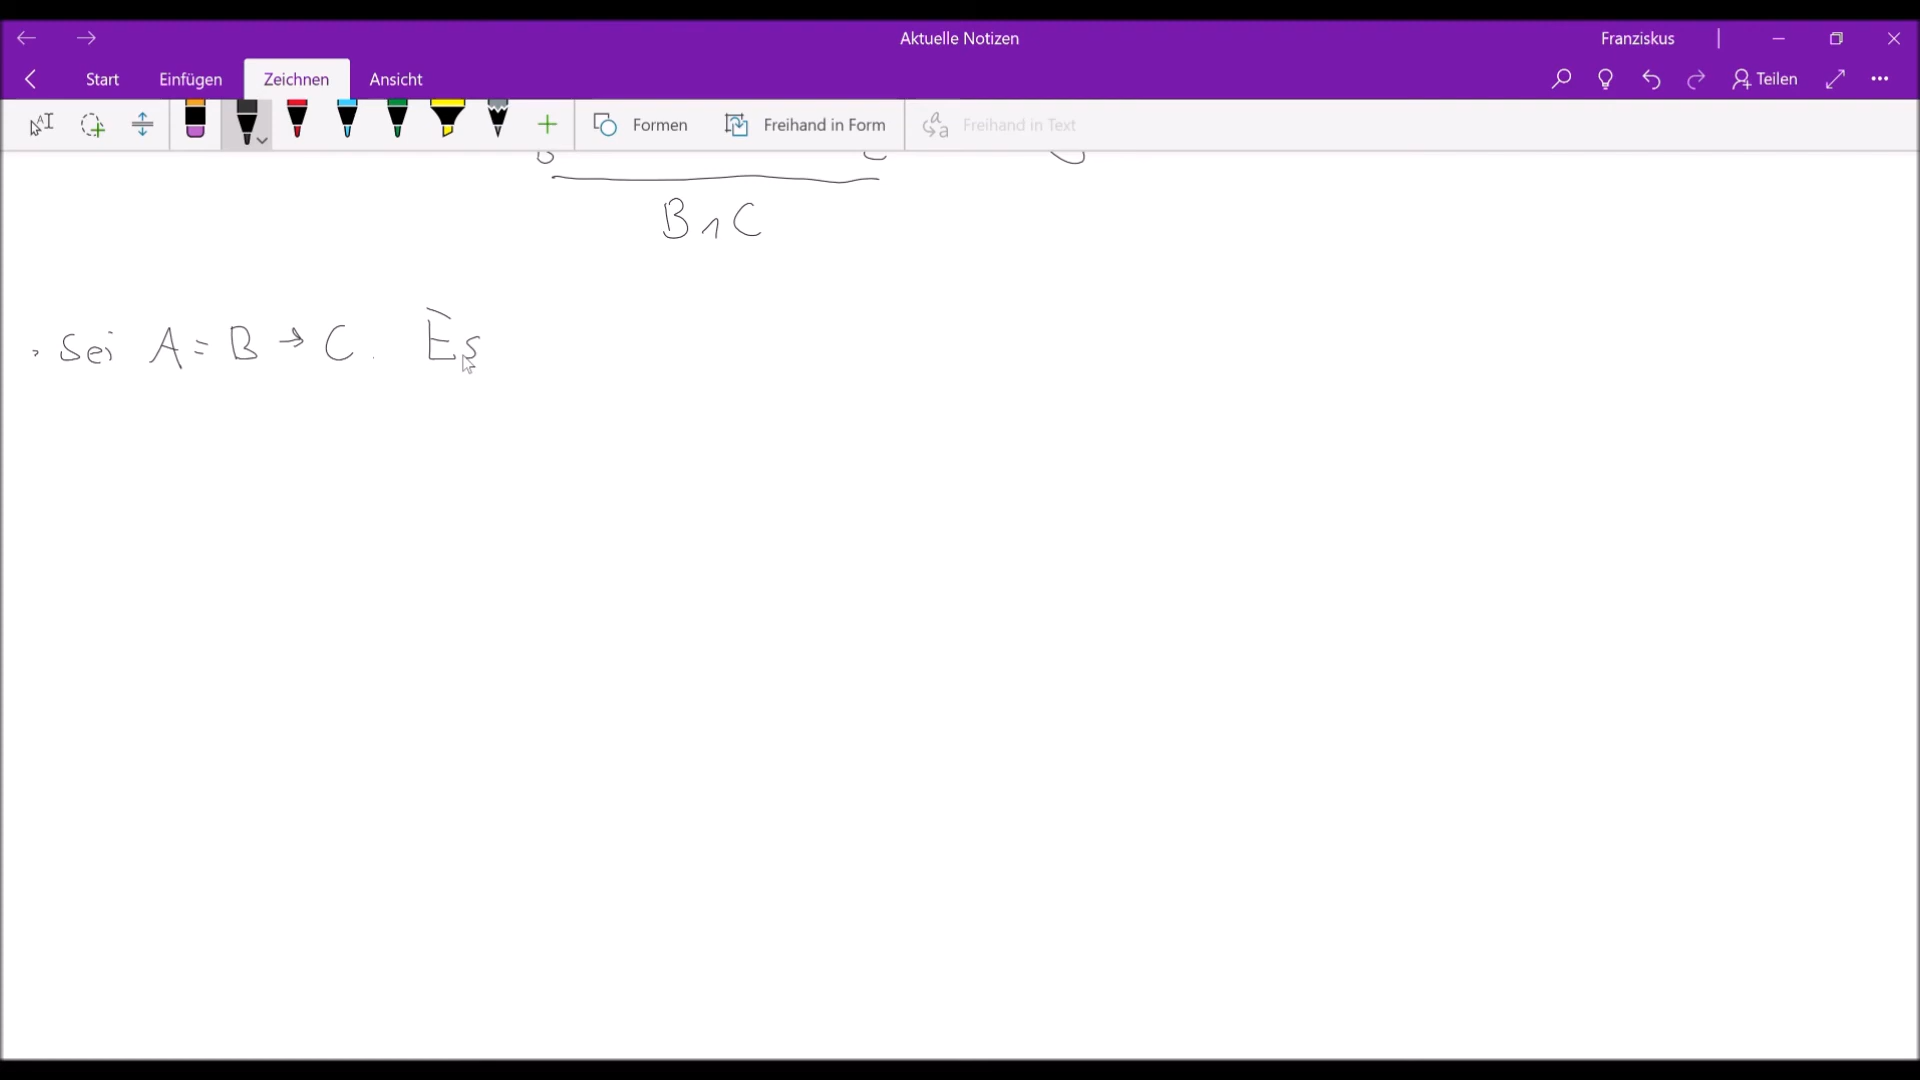 Aktuelle Notizen
Franziskus
Start Einfügen Zeichnen Ansicht
Teilen
Formen Freihand in Form Freihand in Text
B ∧ C
Sei A = B → C. Es